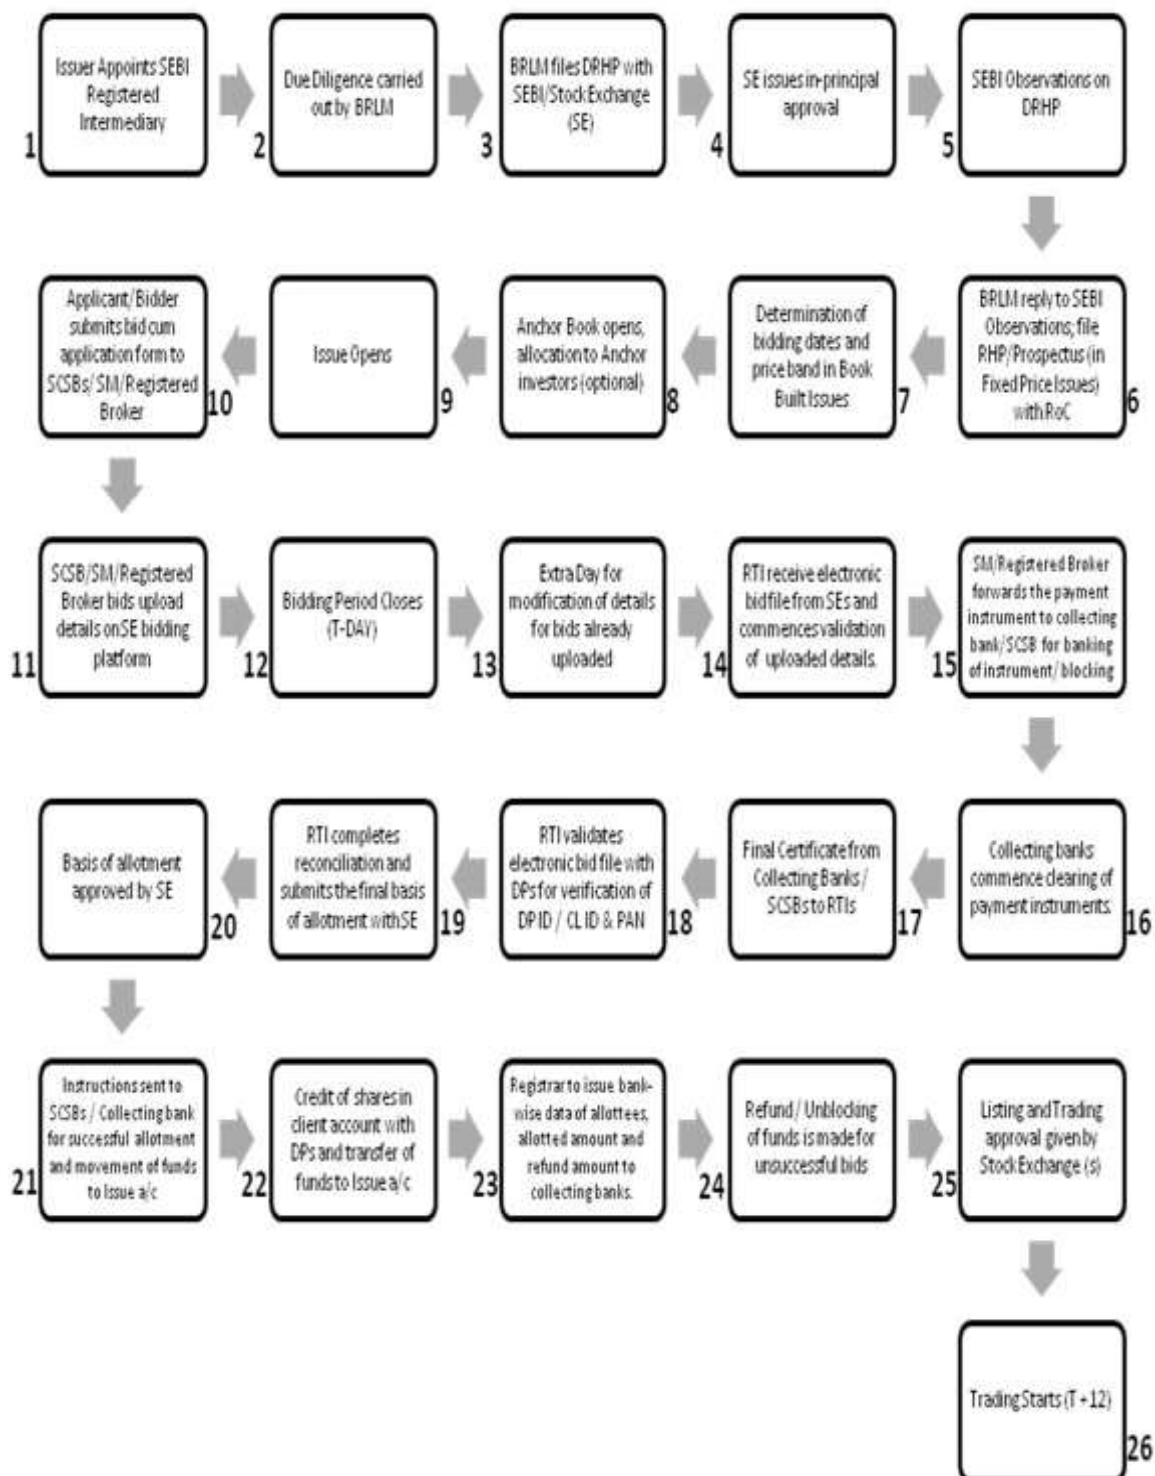 Issuer Appoints SEBI
Registered
Intermediary
1
Due Diligence carried
out by BRLM
2
BRLM files DRHP with
SEBI/Stock Exchange
(SE)
3
SE issues in-principal
approval
4
SEBI Observations on
DRHP
5
BRLM reply to SEBI
Observations; file
RHP/Prospectus (in
Fixed Price Issues)
with RoC
6
Determination of
bidding dates and
price band in Book
Built Issues
7
Anchor Book opens,
allocation to Anchor
investors (optional)
8
Issue Opens
9
Applicant/Bidder
submits bid cum
application form to
SCSBs/ SM/Registered
Broker
10
SCSB/SM/Registered
Broker bids upload
details on SE bidding
platform
11
Bidding Period Closes
(T-DAY)
12
Extra Day for
modification of details
for bids already
uploaded
13
RTI receive electronic
bid file from SEs and
commences validation
of uploaded details.
14
SM/Registered Broker
forwards the payment
instrument to collecting
bank/SCSB for banking
of instrument/ blocking
15
Collecting banks
commence clearing of
payment instruments.
16
Final Certificate from
Collecting Banks /
SCSBs to RTIs
17
RTI validates
electronic bid file with
DPs for verification of
DP ID / CL ID & PAN
18
RTI completes
reconciliation and
submits the final basis
of allotment with SE
19
Basis of allotment
approved by SE
20
Instructions sent to
SCSBs / Collecting bank
for successful allotment
and movement of funds
to Issue a/c
21
Credit of shares in
client account with
DPs and transfer of
funds to Issue a/c
22
Registrar to issue bank-
wise data of allottees,
allotted amount and
refund amount to
collecting banks.
23
Refund / Unblocking
of funds is made for
unsuccessful bids
24
Listing and Trading
approval given by
Stock Exchange (s)
25
Trading Starts (T + 12)
26